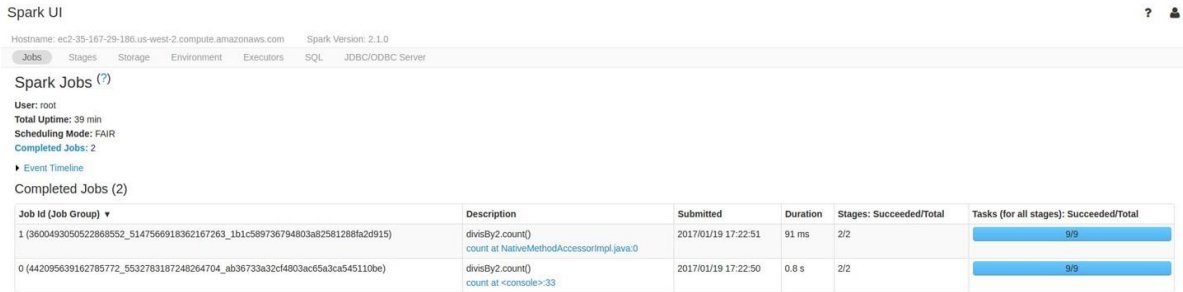 Spark UI
?
Hostname: ec2-35-167-29-186.us-west-2.compute.amazonaws.com Spark Version: 2.1.0
Jobs Stages Storage Environment Executors SQL JDBC/ODBC Server
Spark Jobs (?)
User: root
Total Uptime: 39 min
Scheduling Mode: FAIR
Completed Jobs: 2
Event Timeline
Completed Jobs (2)
Job Id (Job Group) ▾ Description Submitted Duration Stages: Succeeded/Total Tasks (for all stages): Succeeded/Total
1 (3600493050522868552_5147566918362167263_1b1c589736794803a82581288fa2d915) divisBy2.count() 2017/01/19 17:22:51 91 ms 2/2 9/9
count at NativeMethodAccessorImpl.java:0
0 (442095639162785772_5532783187248264704_ab36733a32cf4803ac65a3ca545110be) divisBy2.count() 2017/01/19 17:22:50 0.8 s 2/2 9/9
count at <console>:33